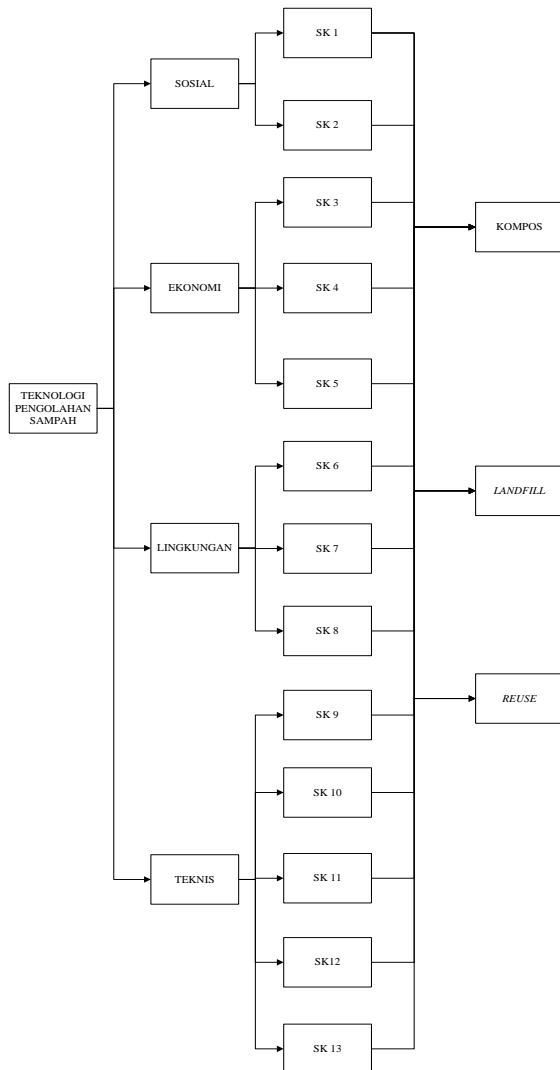 TEKNOLOGI
PENGOLAHAN
SAMPAH
SOSIAL
EKONOMI
LINGKUNGAN
TEKNIS
SK 1
SK 2
SK 3
SK 4
SK 5
SK 6
SK 7
SK 8
SK 9
SK 10
SK 11
SK12
SK 13
KOMPOS
LANDFILL
REUSE